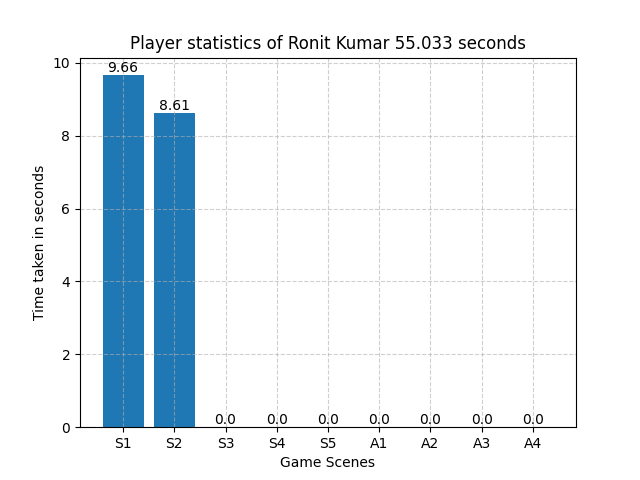 Player statistics of Ronit Kumar 55.033 seconds
10
8
6
4
2
0
Time taken in seconds
9.66
8.61
0.0 0.0 0.0 0.0 0.0 0.0 0.0
S1 S2 S3 S4 S5 A1 A2 A3 A4
Game Scenes